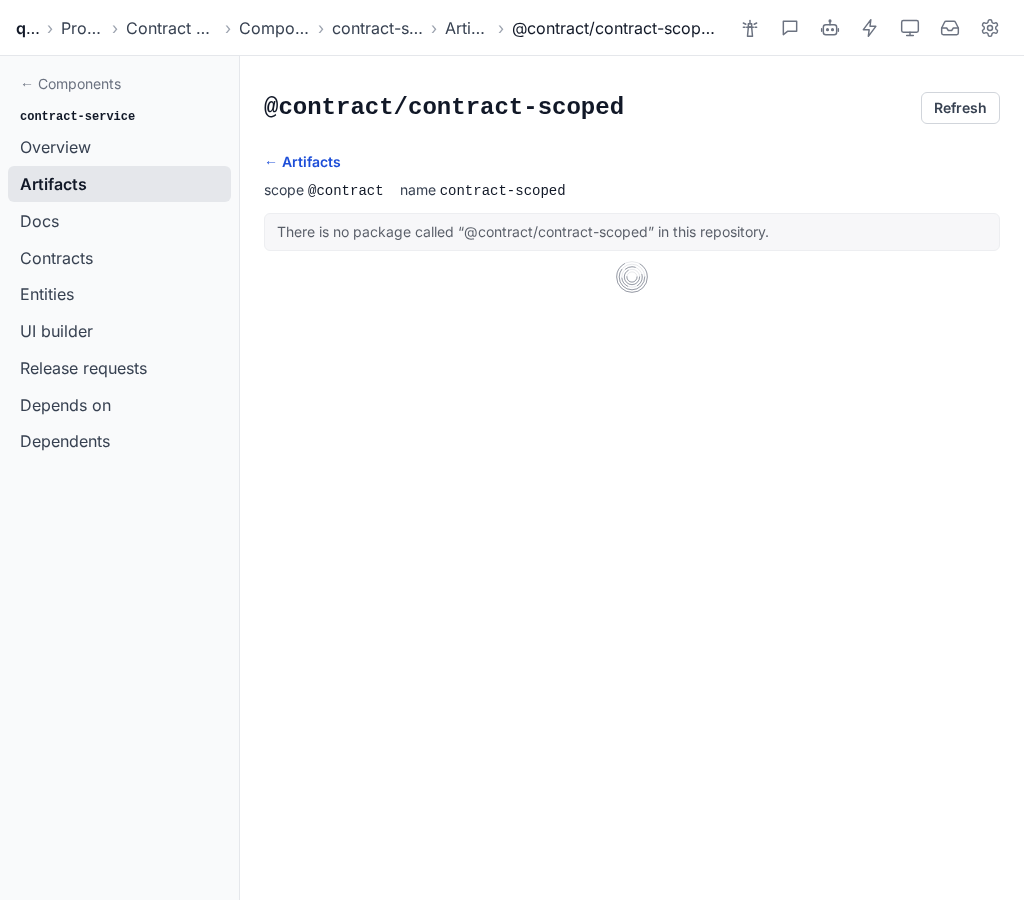 q... › Pro... › Contract ... › Compo... › contract-s... › Arti... › @contract/contract-scop...
← Components
contract-service
Overview
Artifacts
Docs
Contracts
Entities
UI builder
Release requests
Depends on
Dependents
@contract/contract-scoped
Refresh
← Artifacts
scope @contract name contract-scoped
There is no package called “@contract/contract-scoped” in this repository.